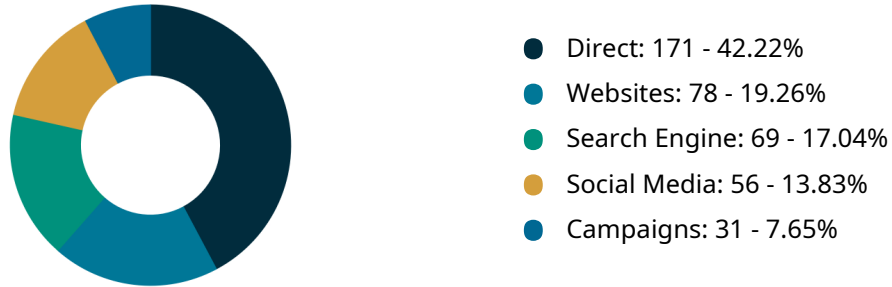 Direct: 171 - 42.22%
Websites: 78 - 19.26%
Search Engine: 69 - 17.04%
Social Media: 56 - 13.83%
Campaigns: 31 - 7.65%